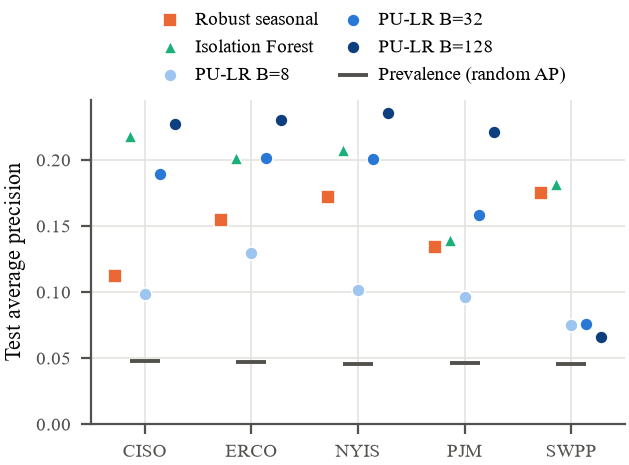 Robust seasonal
Isolation Forest
PU-LR B=8
PU-LR B=32
PU-LR B=128
Prevalence (random AP)
Test average precision
0.20
0.15
0.10
0.05
0.00
CISO
ERCO
NYIS
PJM
SWPP